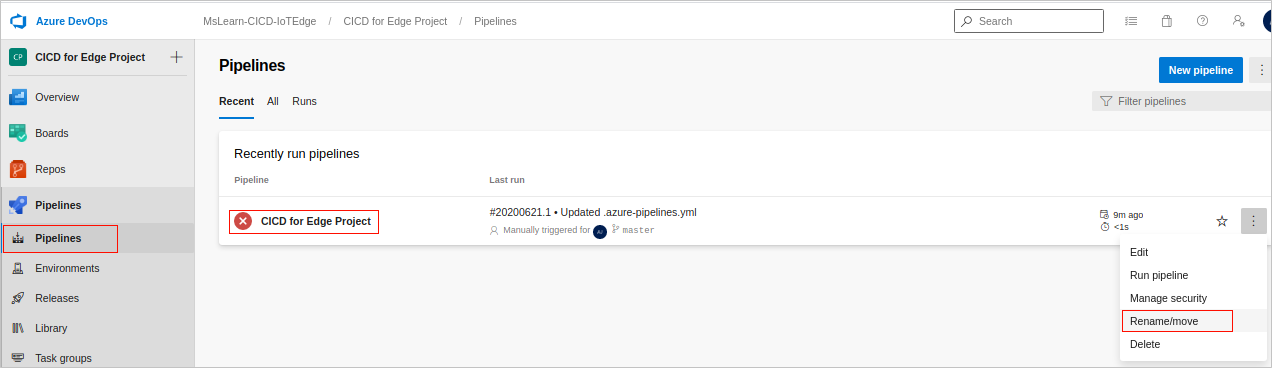 Azure DevOps
MsLearn-CICD-IoTEdge / CICD for Edge Project / Pipelines
Search
CP CICD for Edge Project
Overview
Boards
Repos
Pipelines
Pipelines
Environments
Releases
Library
Task groups
Pipelines
New pipeline
Recent All Runs
Filter pipelines
Recently run pipelines
Pipeline Last run
CICD for Edge Project
#20200621.1 • Updated .azure-pipelines.yml
Manually triggered for AJ master
9m ago
<1s
Edit
Run pipeline
Manage security
Rename/move
Delete